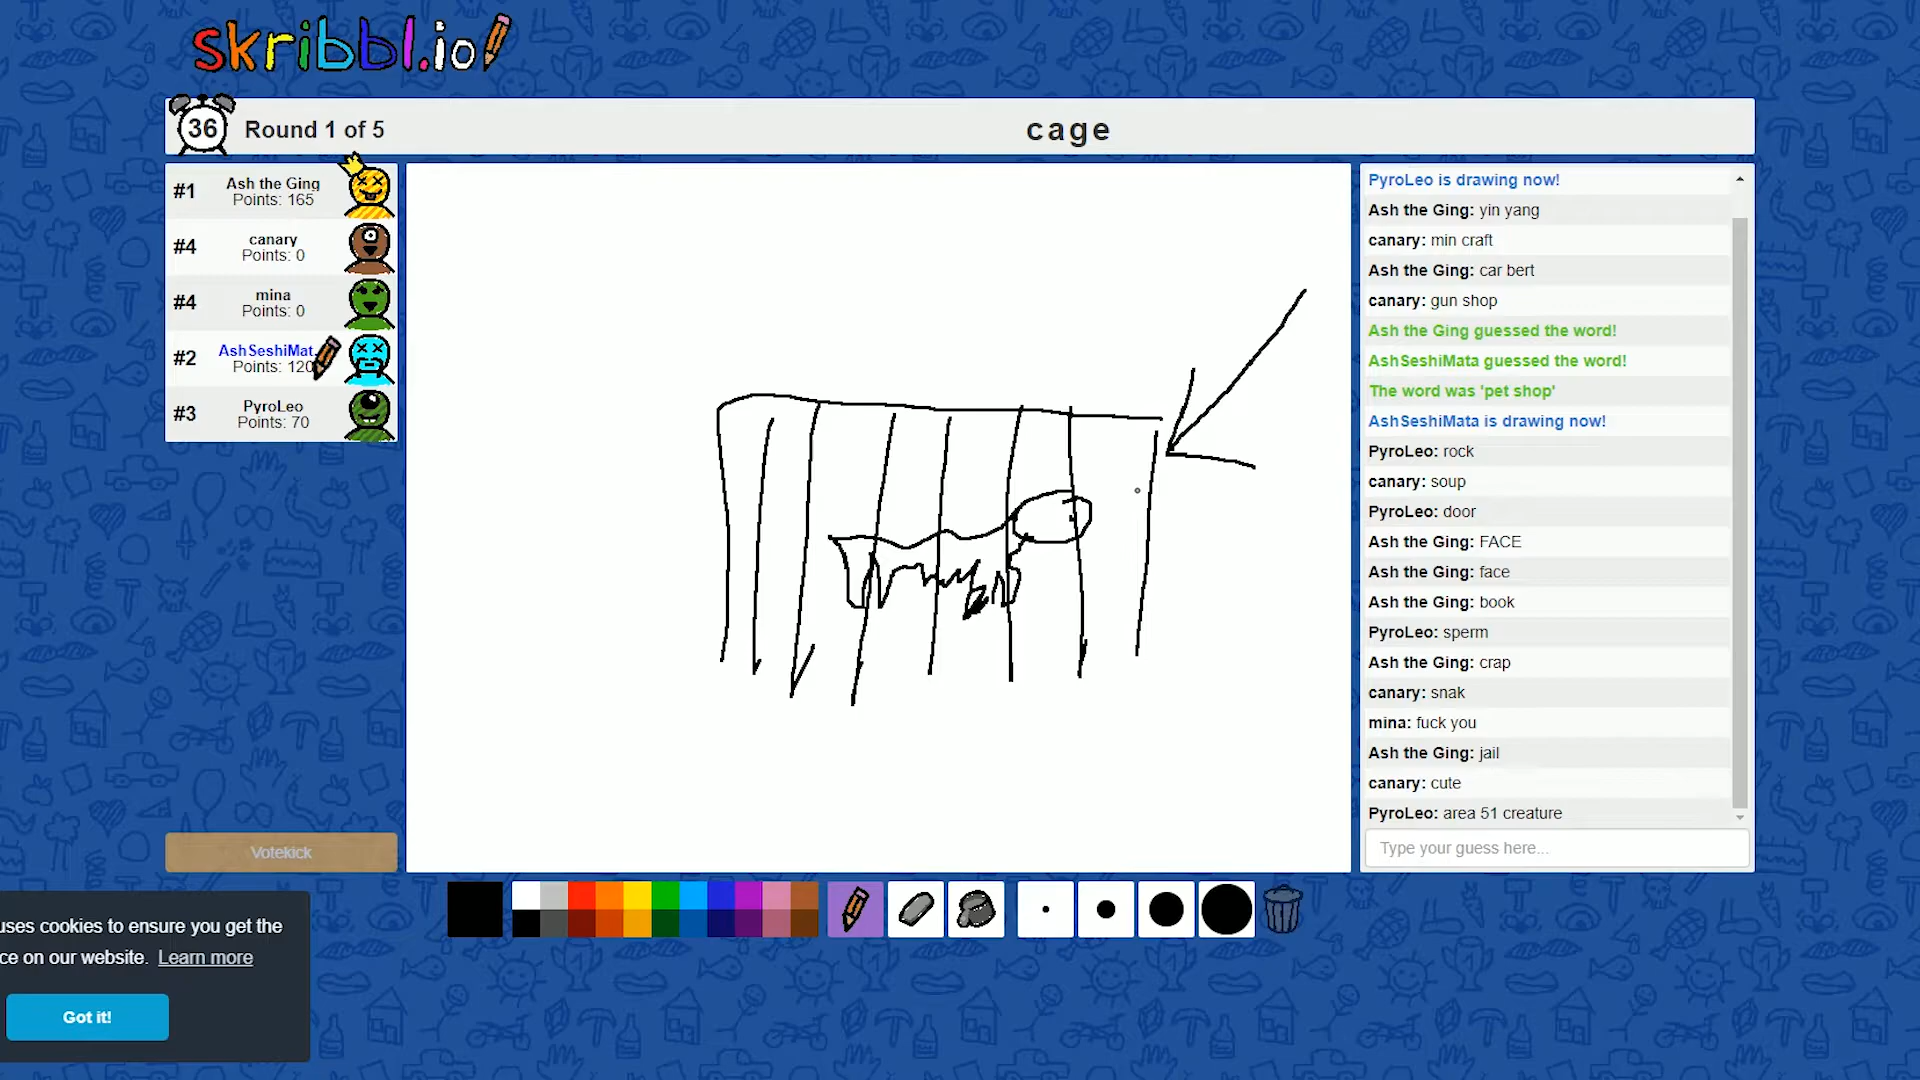 skribbl.io
36
Round 1 of 5
cage
#1
Ash the Ging
Points: 165
#4
canary
Points: 0
#4
mina
Points: 0
#2
AshSeshiMat
Points: 120
#3
PyroLeo
Points: 70
PyroLeo is drawing now!
Ash the Ging: yin yang
canary: min craft
Ash the Ging: car bert
canary: gun shop
Ash the Ging guessed the word!
AshSeshiMata guessed the word!
The word was 'pet shop'
AshSeshiMata is drawing now!
PyroLeo: rock
canary: soup
PyroLeo: door
Ash the Ging: FACE
Ash the Ging: face
Ash the Ging: book
PyroLeo: sperm
Ash the Ging: crap
canary: snak
mina: fuck you
Ash the Ging: jail
canary: cute
PyroLeo: area 51 creature
Type your guess here...
Votekick
uses cookies to ensure you get the
ce on our website. Learn more
Got it!